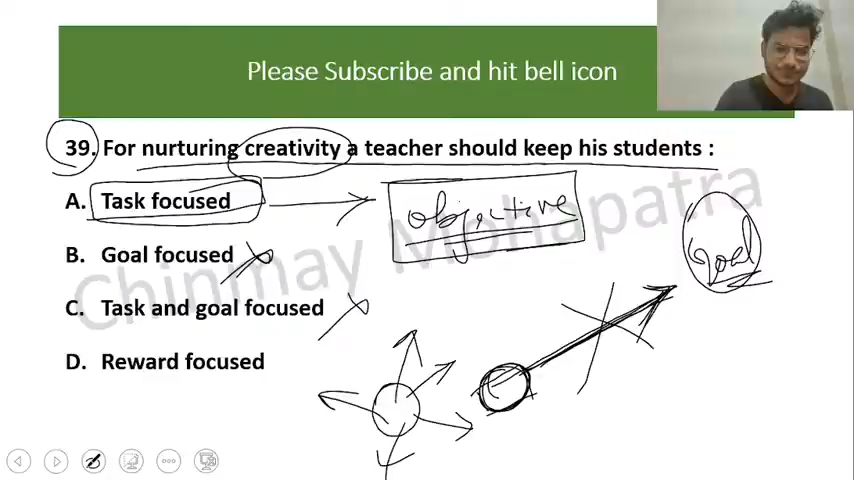 Please Subscribe and hit bell icon
39. For nurturing creativity a teacher should keep his students :
A. Task focused
objective
Goal
B. Goal focused
Chinmay Mohapatra
C. Task and goal focused
D. Reward focused